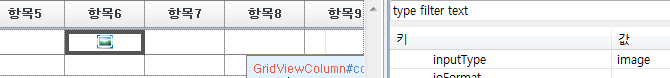 항목5 항목6 항목7 항목8 항목9
GridViewColumn#co
type filter text
키 값
inputType image
ioFormat